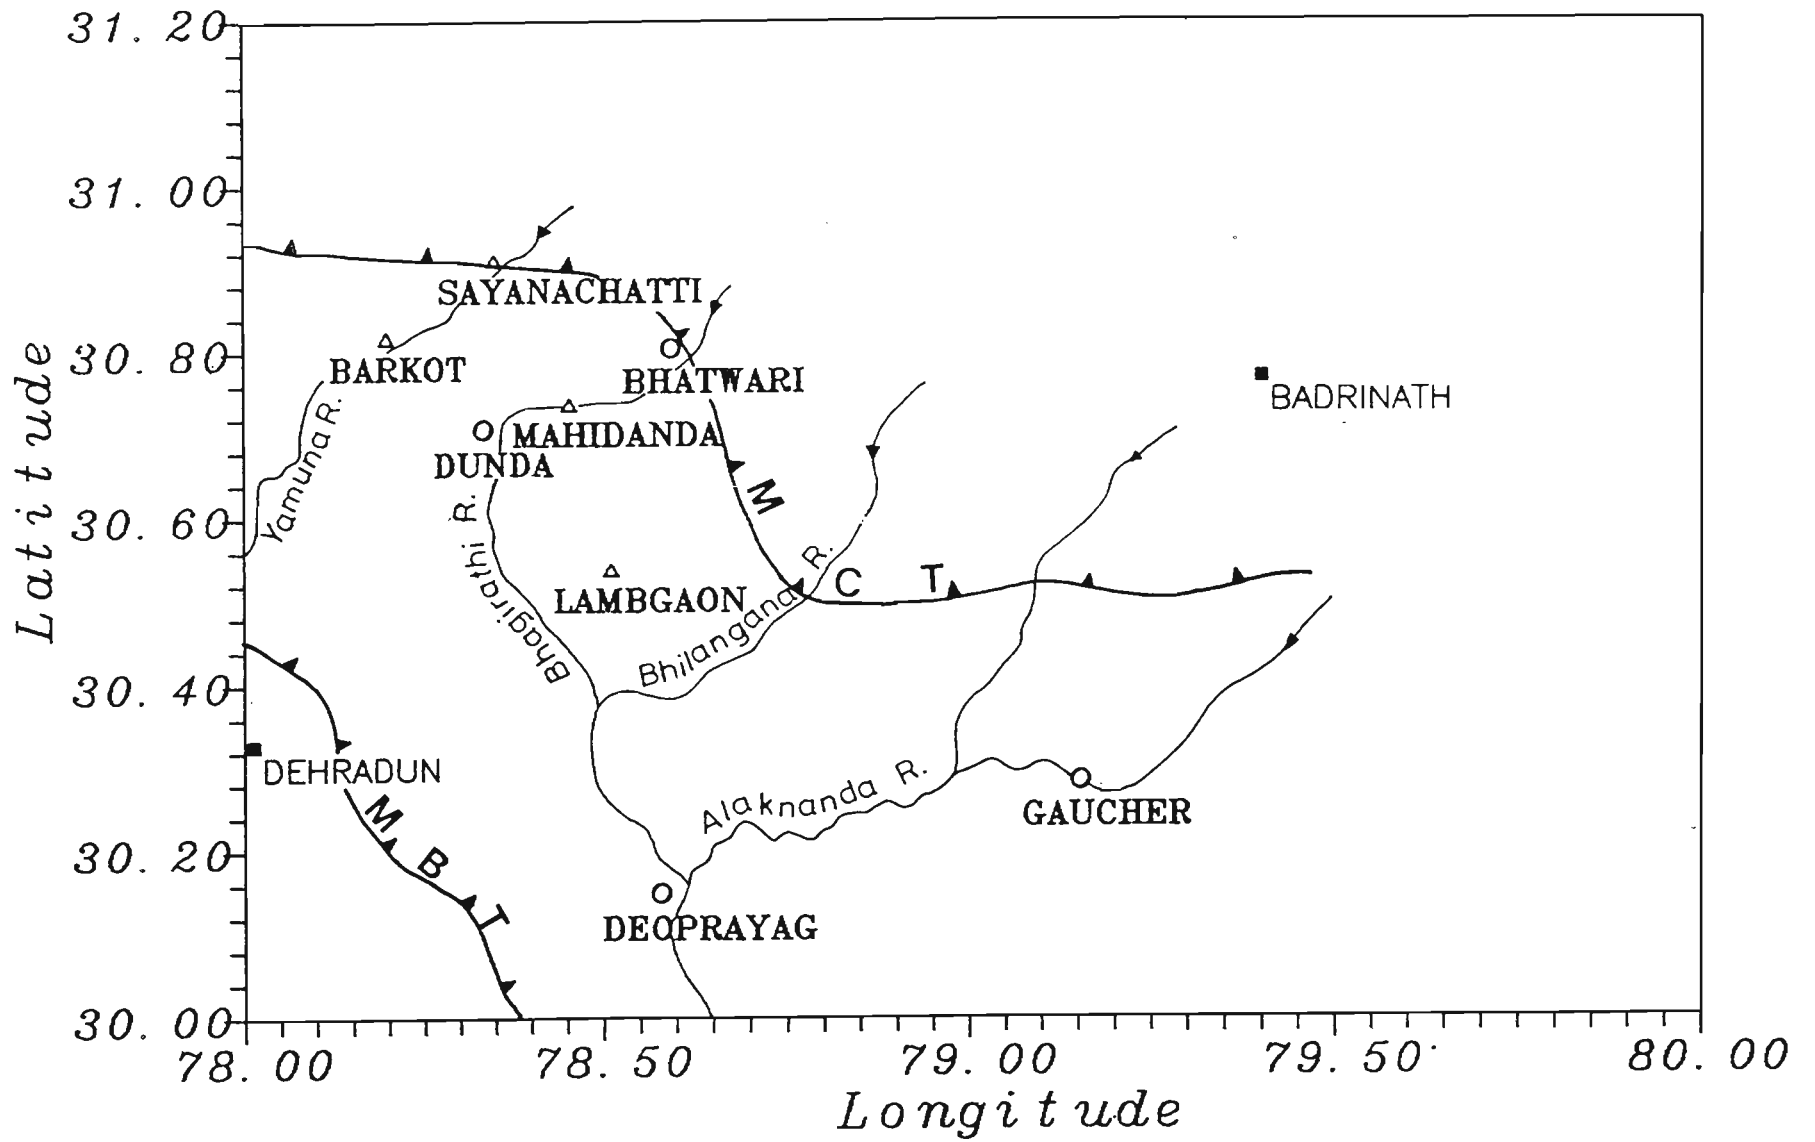 31.20
31.00
30.80
30.60
30.40
30.20
30.00
Latitude
SAYANACHATTI
BARKOT
BHATWARI
BADRINATH
Yamuna R.
MAHIDANDA
DUNDA
M C T
Bhagirathi R.
LAMBGAON
Bhilangana R.
DEHRADUN
M B T
Alaknanda R.
GAUCHER
DEOPRAYAG
78.00 78.50 79.00 79.50 80.00
Longitude